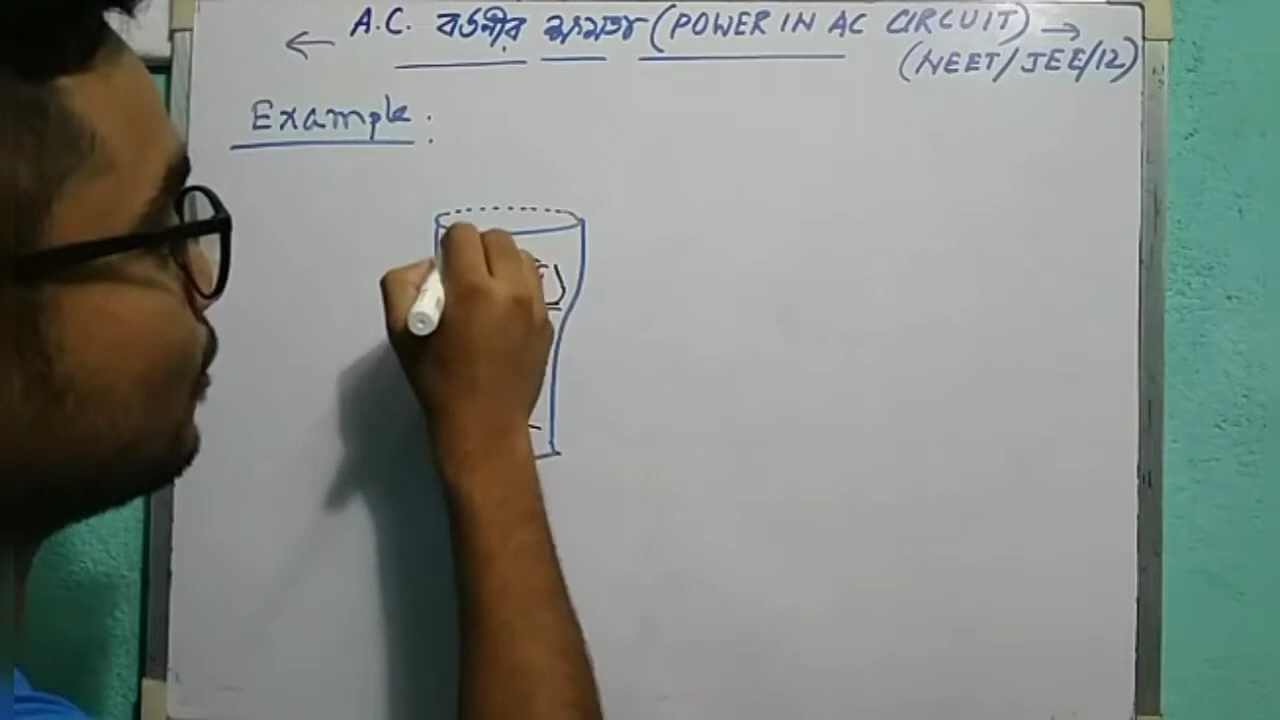 ← A.C. বর্তনীর ক্ষমতা (POWER IN AC CIRCUIT) →
(NEET/JEE/12)
Example :